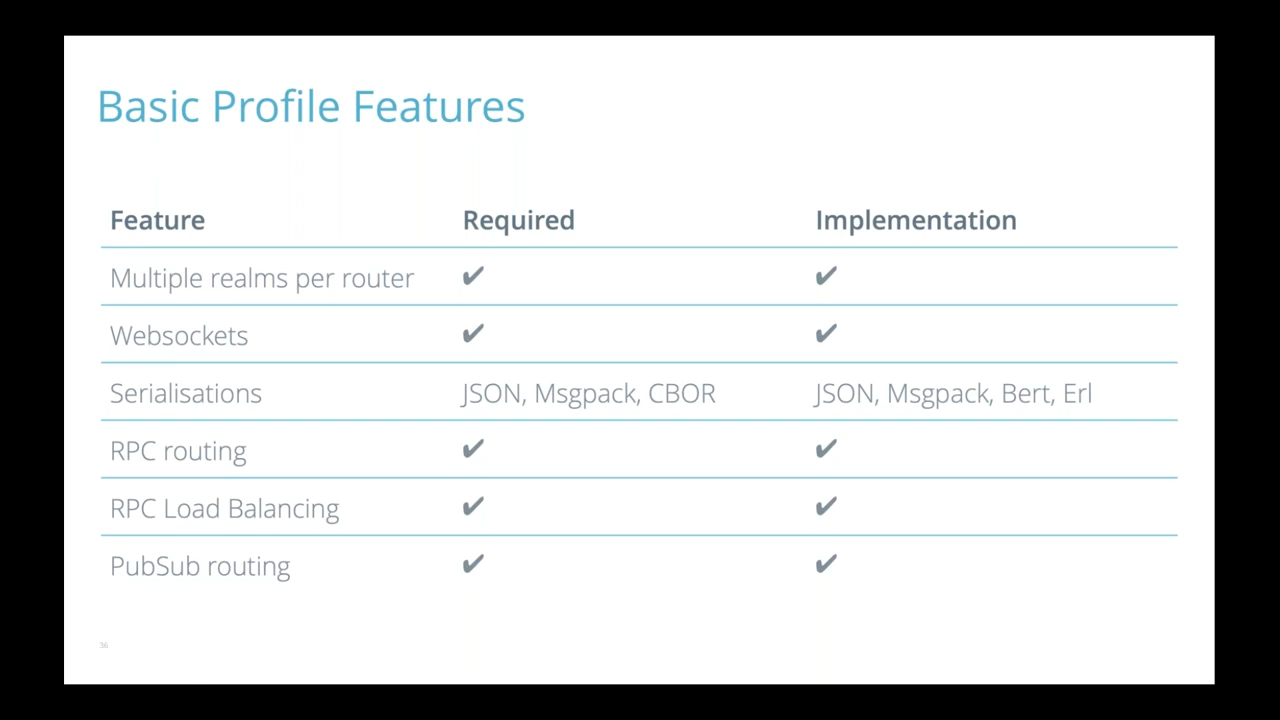 Basic Profile Features
Feature Required Implementation
Multiple realms per router ✔ ✔
Websockets ✔ ✔
Serialisations JSON, Msgpack, CBOR JSON, Msgpack, Bert, Erl
RPC routing ✔ ✔
RPC Load Balancing ✔ ✔
PubSub routing ✔ ✔
36